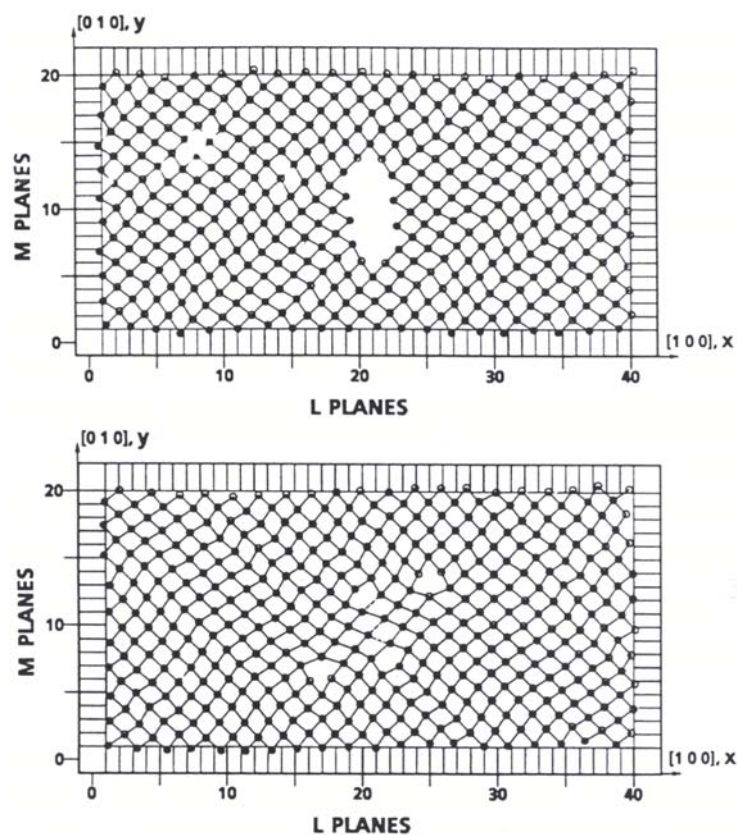 [0 1 0], y
20
10
0
M PLANES
[1 0 0], x
0 10 20 30 40
L PLANES
[0 1 0], y
20
10
0
M PLANES
[1 0 0], x
0 10 20 30 40
L PLANES